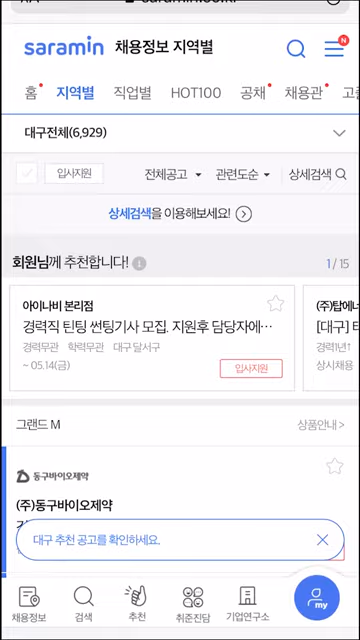 saramin 채용정보 지역별
N
홈 지역별 직업별 HOT100 공채 채용관
대구전체(6,929)
입사지원 전체공고 관련도순 상세검색
상세검색을 이용해보세요!
회원님께 추천합니다! 1 / 15
아이나비 본리점
경력직 틴팅 썬팅기사 모집. 지원후 담당자에…
경력무관 학력무관 대구 달서구
~ 05.14(금)
입사지원
[대구]
경력1년↑
상시채용
그랜드 M 상품안내 >
동구바이오제약
(주)동구바이오제약
대구 추천 공고를 확인하세요.
채용정보 검색 추천 취준진담 기업연구소 my